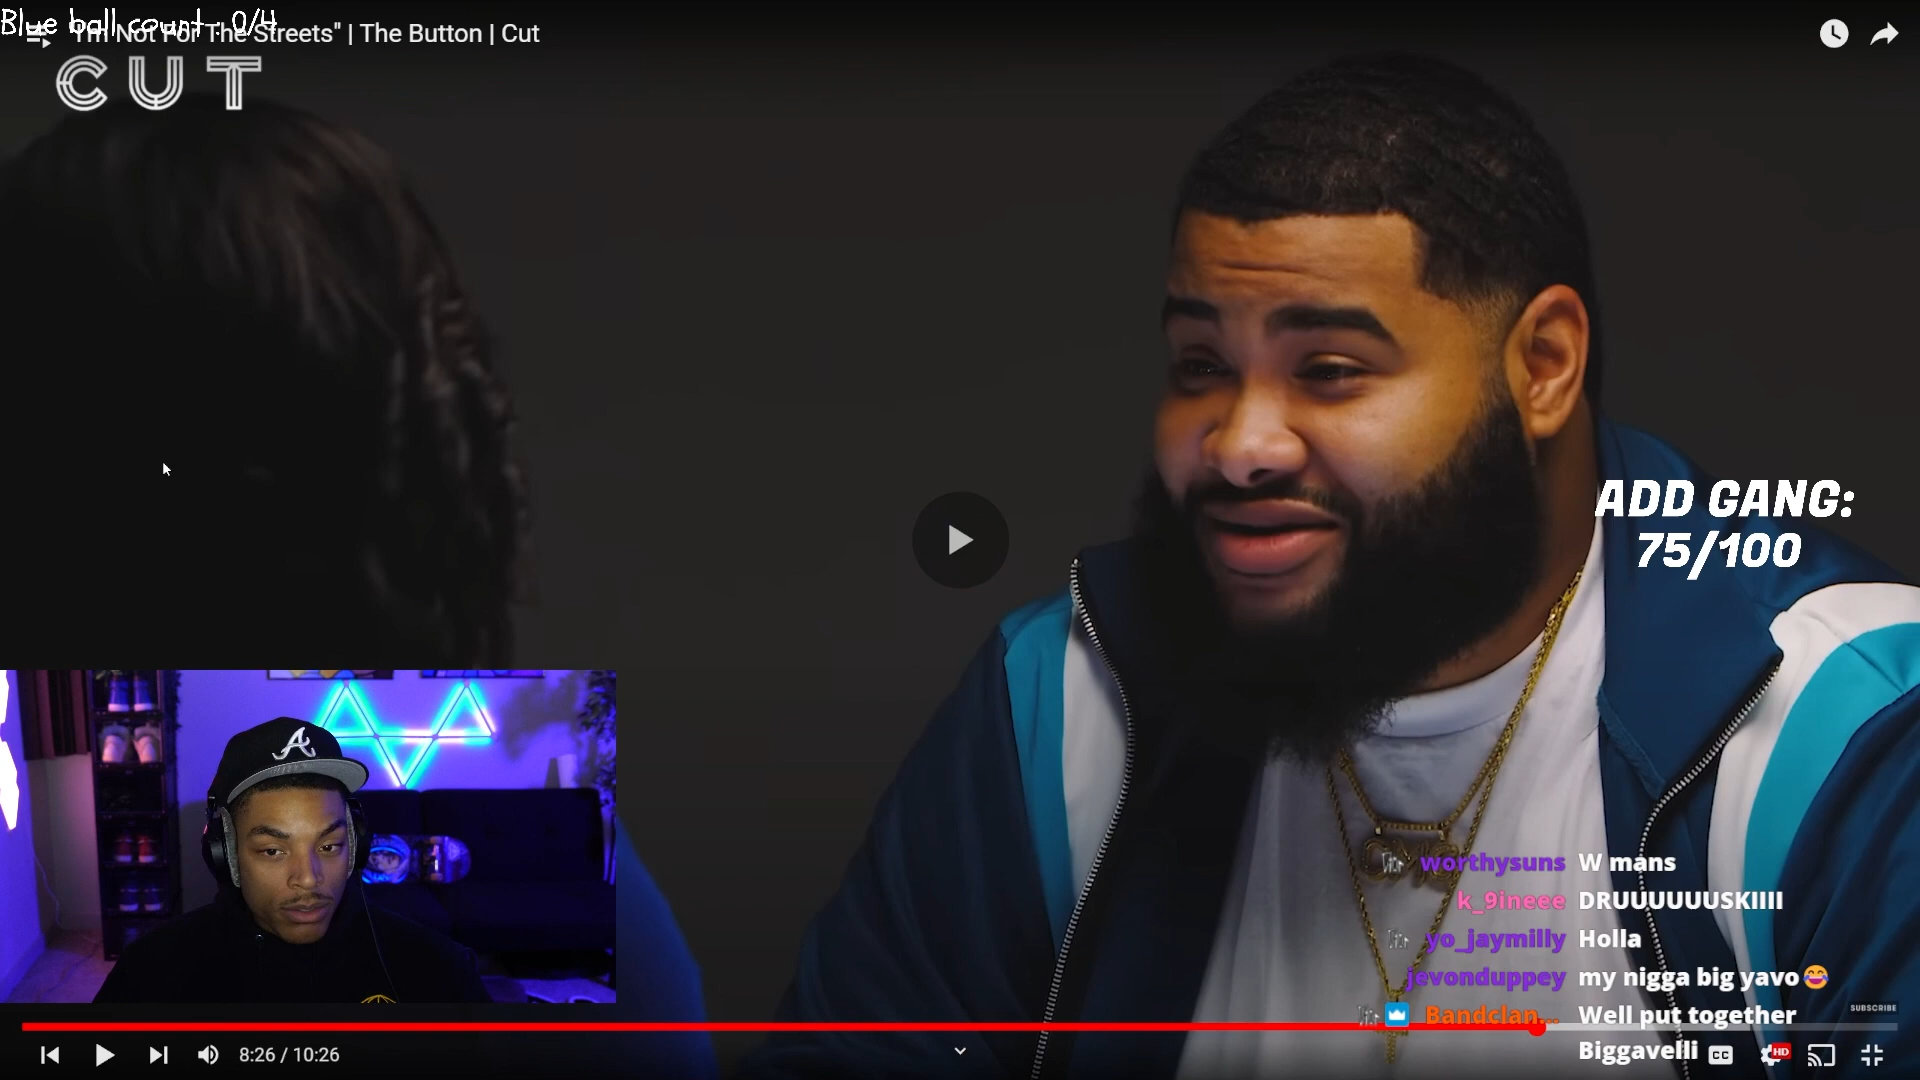 Blue ball count : 0/4
"I'm Not For The Streets" | The Button | Cut
CUT
A
ADD GANG:
75/100
worthysuns W mans
k_9ineee DRUUUUUUSKIIII
yo_jaymilly Holla
jevonduppey my nigga big yavo😂
Bandclan... Well put together
Biggavelli
SUBSCRIBE
8:26 / 10:26
CC
HD